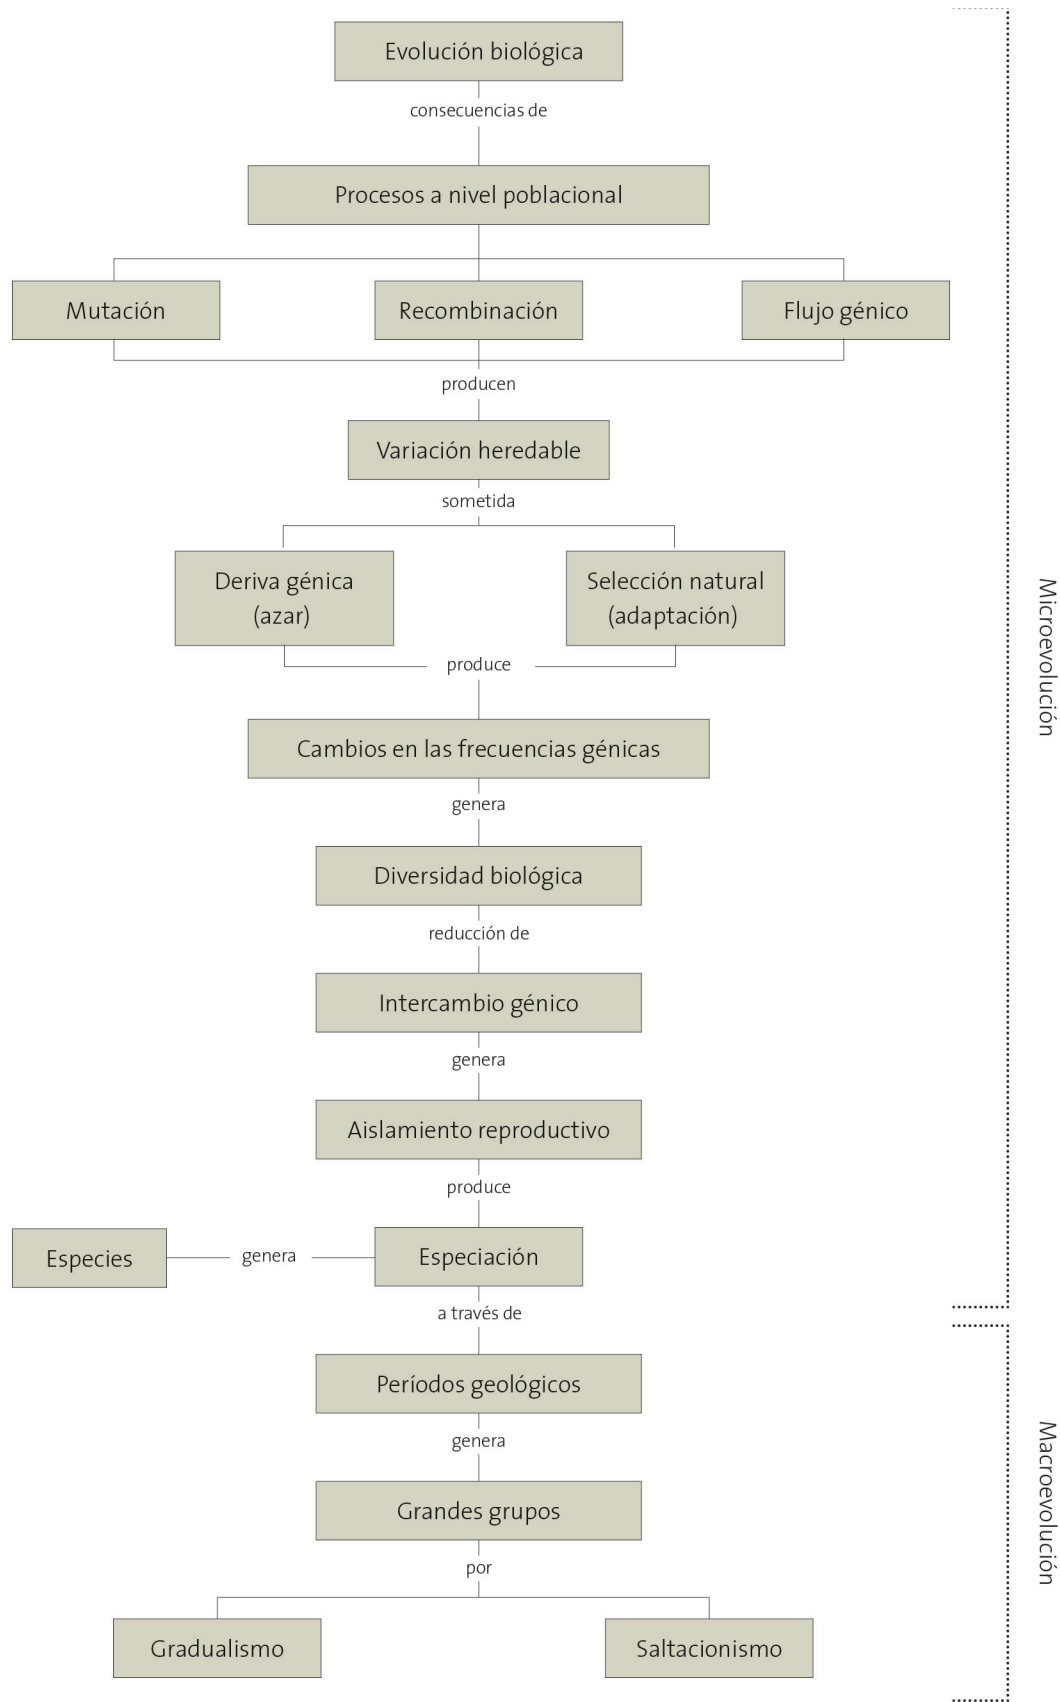 Evolución biológica
consecuencias de
Procesos a nivel poblacional
Mutación
Recombinación
Flujo génico
producen
Variación heredable
sometida
Deriva génica
(azar)
Selección natural
(adaptación)
produce
Cambios en las frecuencias génicas
genera
Diversidad biológica
reducción de
Intercambio génico
genera
Aislamiento reproductivo
produce
Especies
genera
Especiación
a través de
Períodos geológicos
genera
Grandes grupos
por
Gradualismo
Saltacionismo
Microevolución
Macroevolución